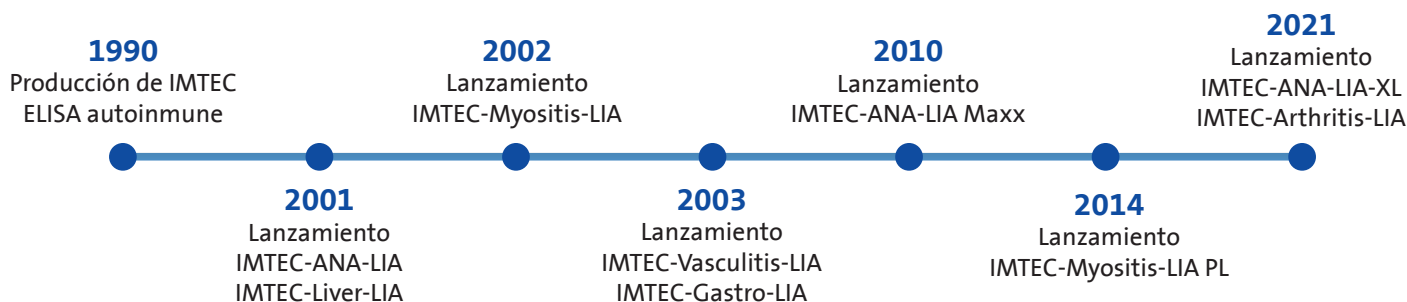 1990
Producción de IMTEC
ELISA autoinmune
2001
Lanzamiento
IMTEC-ANA-LIA
IMTEC-Liver-LIA
2002
Lanzamiento
IMTEC-Myositis-LIA
2003
Lanzamiento
IMTEC-Vasculitis-LIA
IMTEC-Gastro-LIA
2010
Lanzamiento
IMTEC-ANA-LIA Maxx
2014
Lanzamiento
IMTEC-Myositis-LIA PL
2021
Lanzamiento
IMTEC-ANA-LIA-XL
IMTEC-Arthritis-LIA